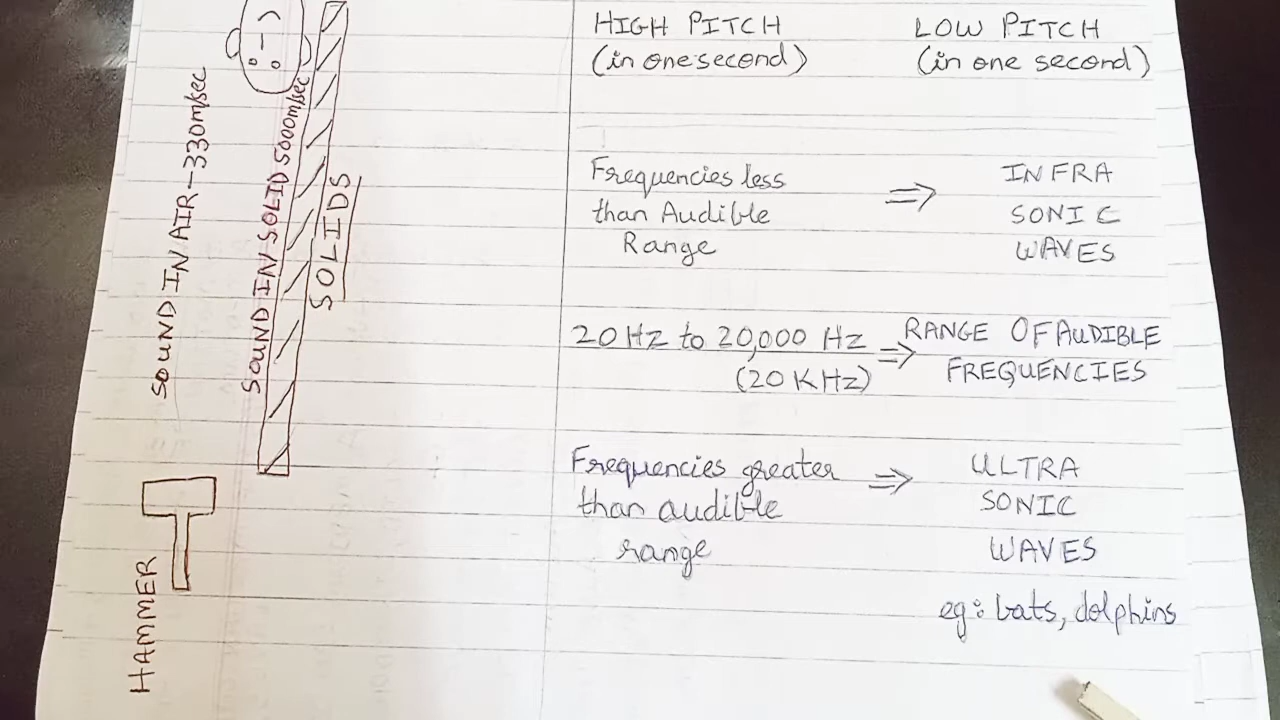 SOUND IN AIR-330m/sec
SOUND IN SOLID 5000m/sec
SOLIDS
HAMMER
HIGH PITCH
(in one second)
LOW PITCH
(in one second)
Frequencies less
than Audible
Range
⇒
INFRA
SONIC
WAVES
20 HZ to 20,000 HZ
(20 KHZ)
⇒
RANGE OF AUDIBLE
FREQUENCIES
Frequencies greater
than audible
range
⇒
ULTRA
SONIC
WAVES
eg: bats, dolphins